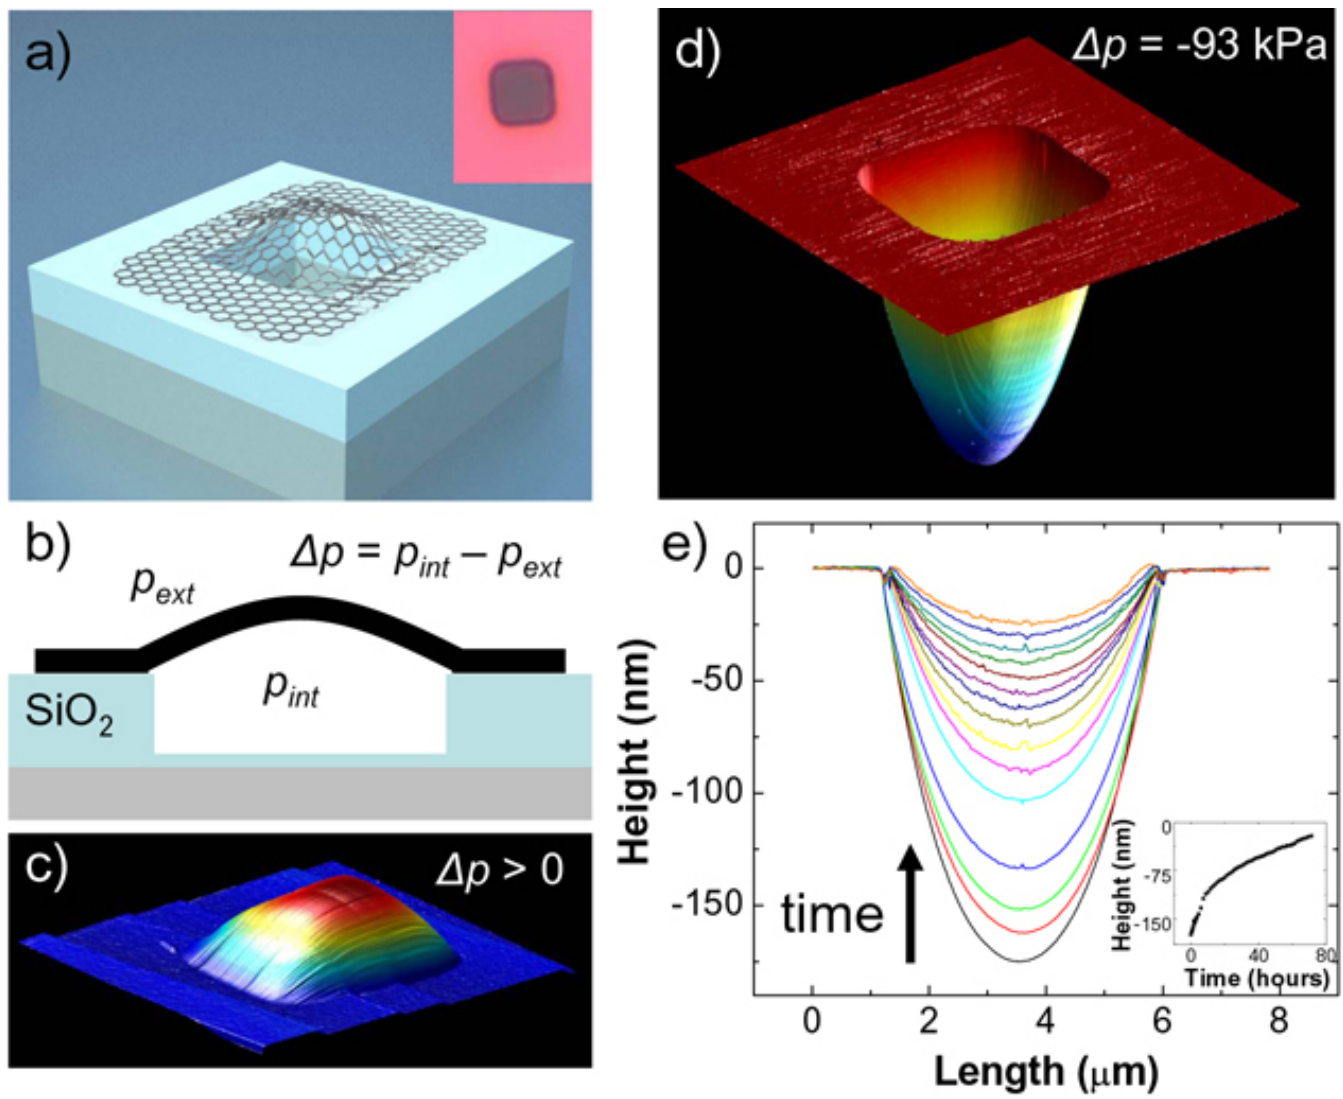 a)
b)
Δp = p_int – p_ext
p_ext
p_int
SiO₂
c)
Δp > 0
d)
Δp = -93 kPa
e)
0
-50
-100
-150
Height (nm)
time
0
2
4
6
8
Length (μm)
0
-75
-150
Height (nm)
0
40
80
Time (hours)